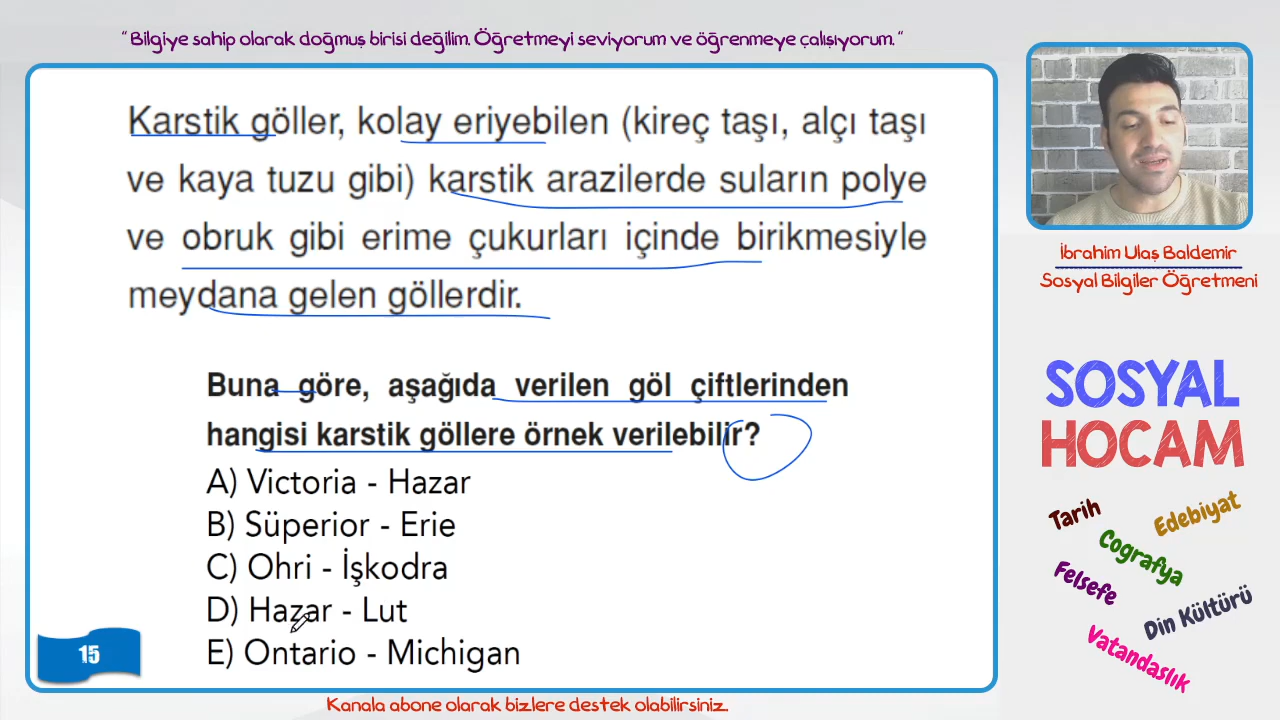 “ Bilgiye sahip olarak doğmuş birisi değilim. Öğretmeyi seviyorum ve öğrenmeye çalışıyorum. “
Karstik göller, kolay eriyebilen (kireç taşı, alçı taşı
ve kaya tuzu gibi) karstik arazilerde suların polye
ve obruk gibi erime çukurları içinde birikmesiyle
meydana gelen göllerdir.
Buna göre, aşağıda verilen göl çiftlerinden
hangisi karstik göllere örnek verilebilir?
A) Victoria - Hazar
B) Süperior - Erie
C) Ohri - İşkodra
D) Hazar - Lut
E) Ontario - Michigan
15
İbrahim Ulaş Baldemir
Sosyal Bilgiler Öğretmeni
SOSYAL
HOCAM
Tarih
Edebiyat
Coğrafya
Felsefe
Din Kültürü
Vatandaslık
Kanala abone olarak bizlere destek olabilirsiniz.